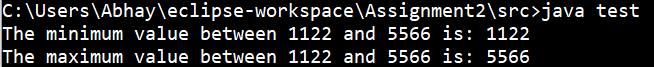 C:\Users\Abhay\eclipse-workspace\Assignment2\src>java test
The minimum value between 1122 and 5566 is: 1122
The maximum value between 1122 and 5566 is: 5566